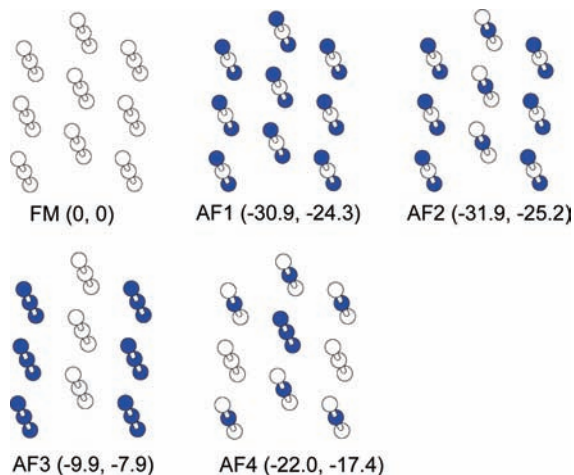 FM (0, 0)
AF1 (-30.9, -24.3)
AF2 (-31.9, -25.2)
AF3 (-9.9, -7.9)
AF4 (-22.0, -17.4)